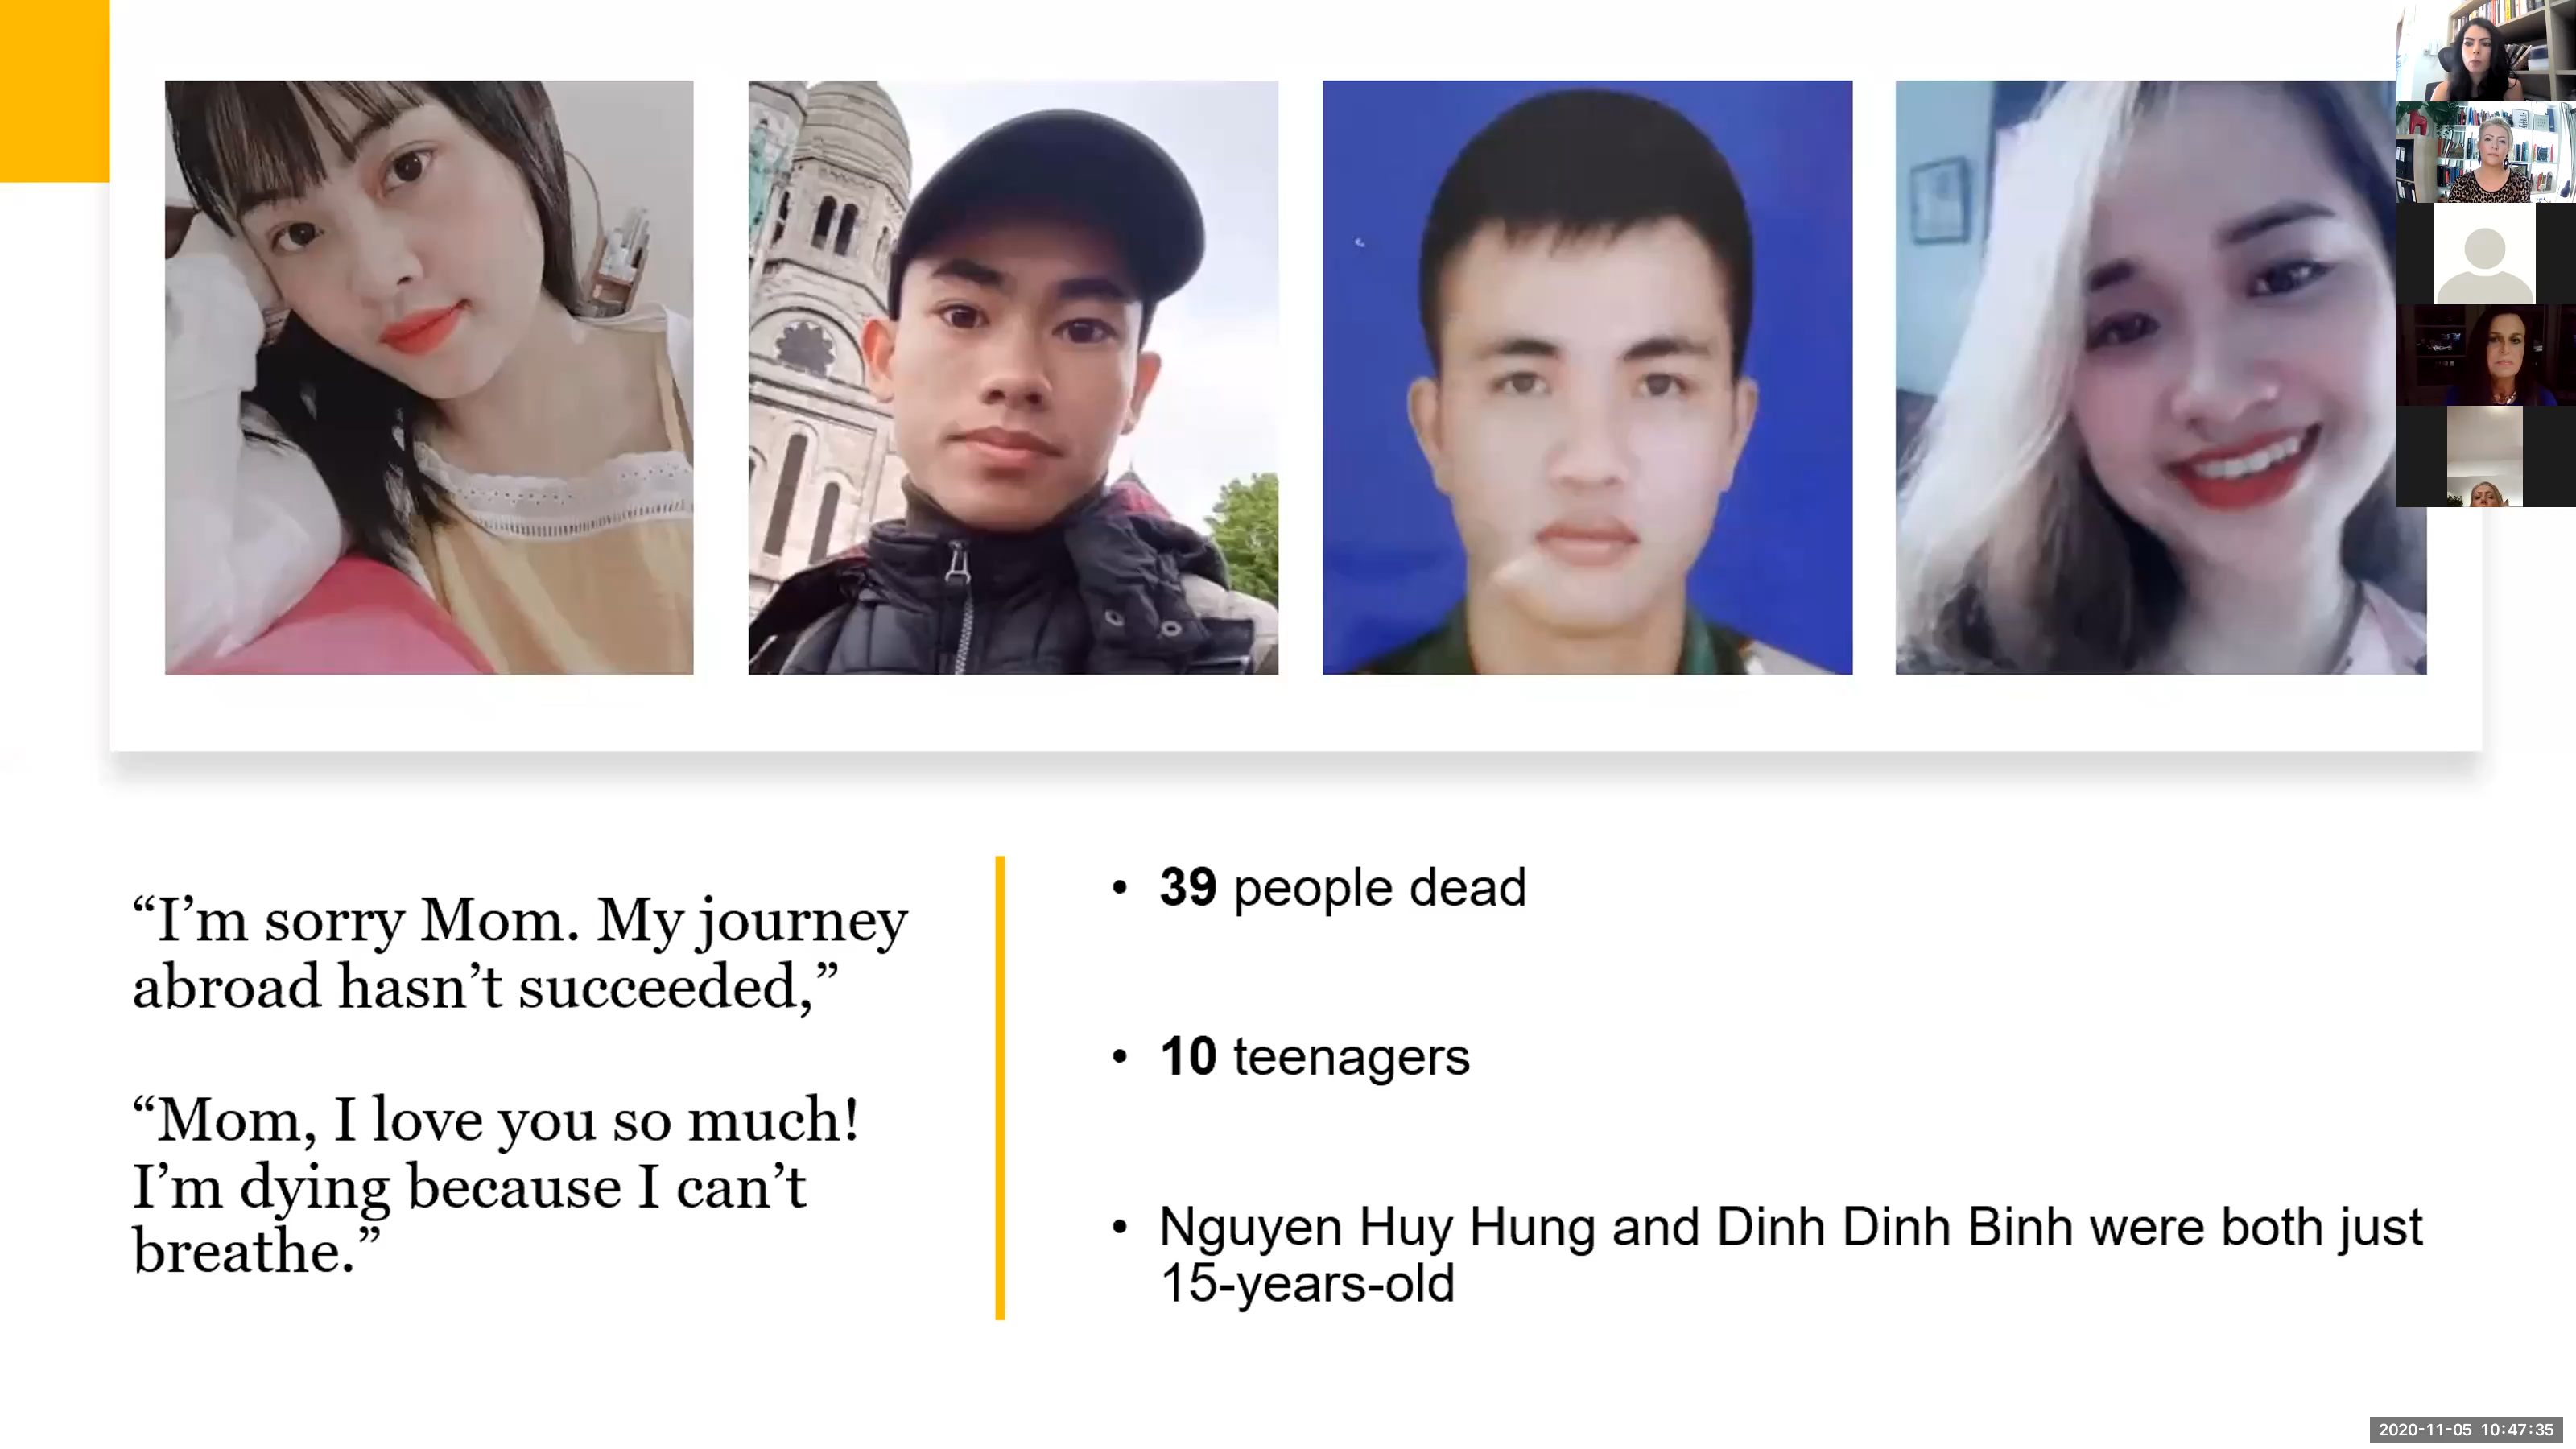 “I’m sorry Mom. My journey
abroad hasn’t succeeded,”
“Mom, I love you so much!
I’m dying because I can’t
breathe.”
• 39 people dead
• 10 teenagers
• Nguyen Huy Hung and Dinh Dinh Binh were both just
15-years-old
2020-11-05 10:47:35